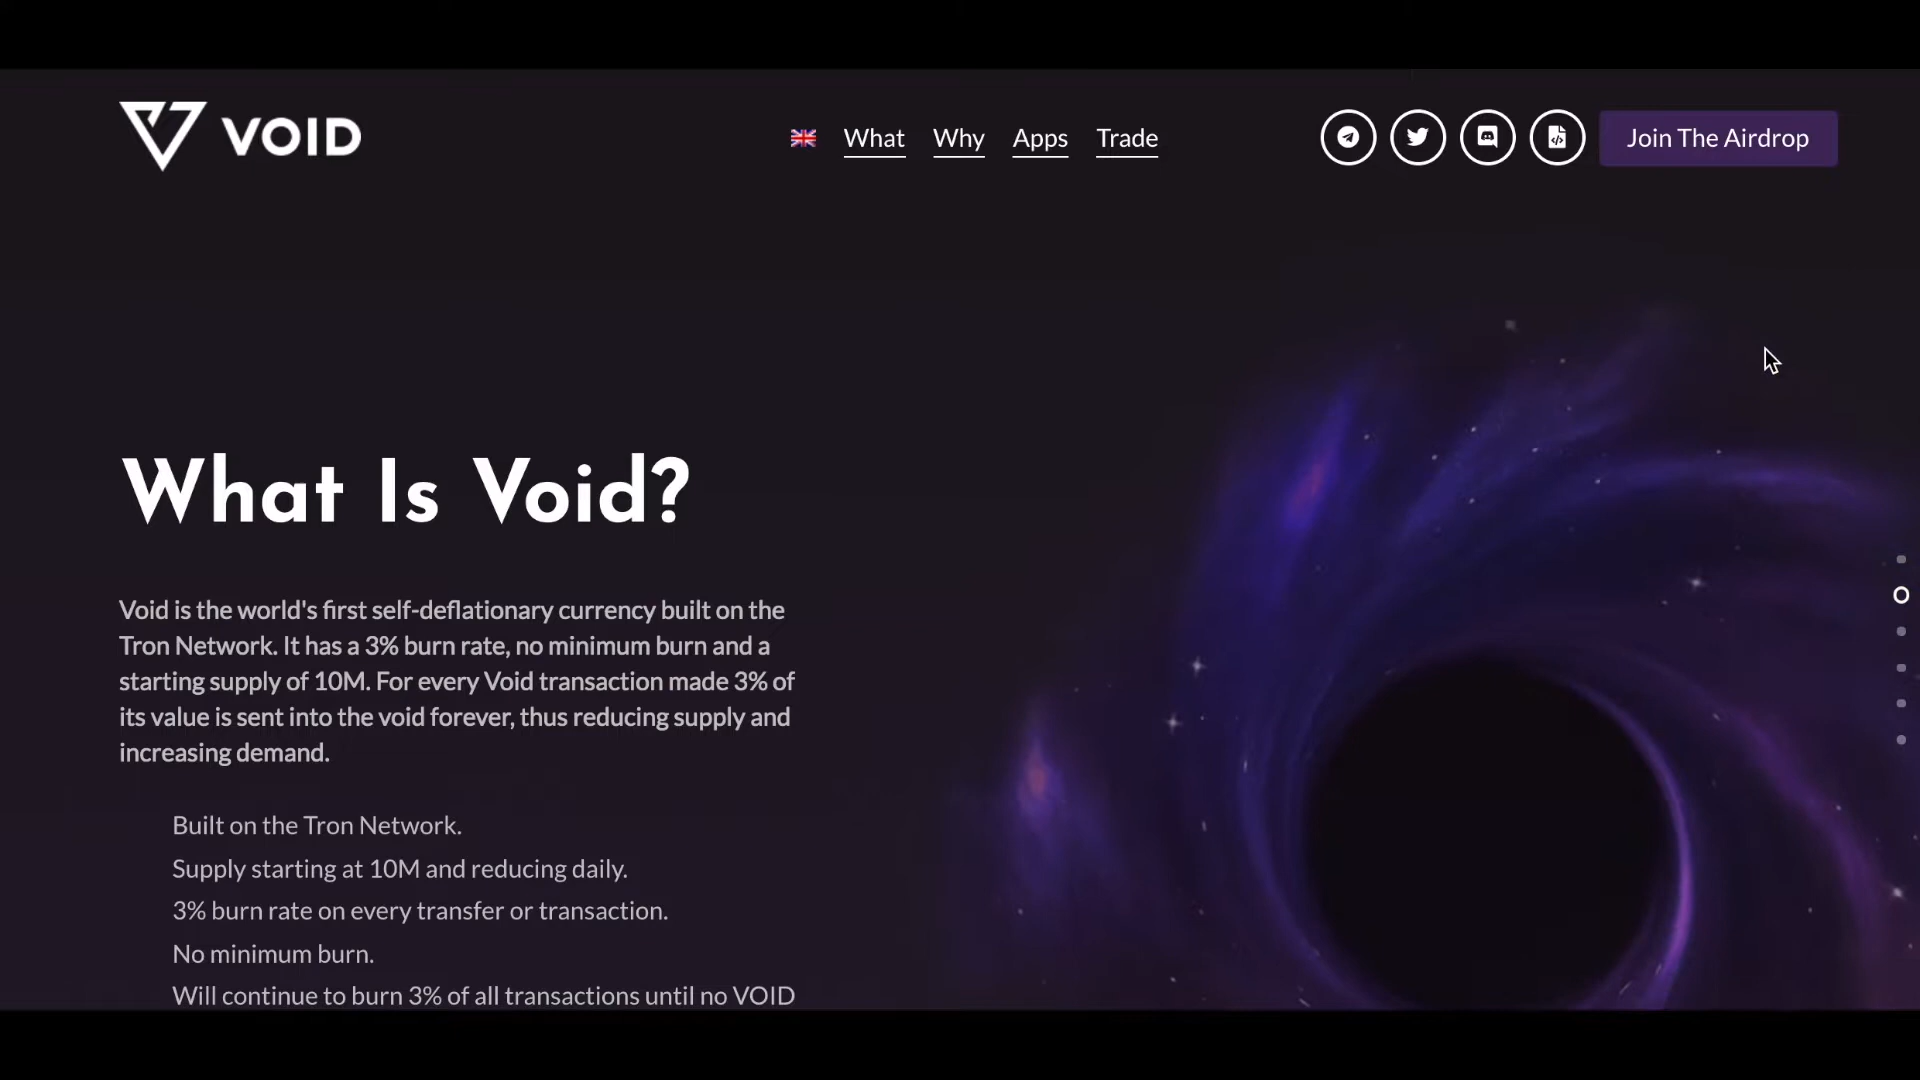 VOID
What Why Apps Trade
Join The Airdrop
What Is Void?
Void is the world's first self-deflationary currency built on the
Tron Network. It has a 3% burn rate, no minimum burn and a
starting supply of 10M. For every Void transaction made 3% of
its value is sent into the void forever, thus reducing supply and
increasing demand.
Built on the Tron Network.
Supply starting at 10M and reducing daily.
3% burn rate on every transfer or transaction.
No minimum burn.
Will continue to burn 3% of all transactions until no VOID